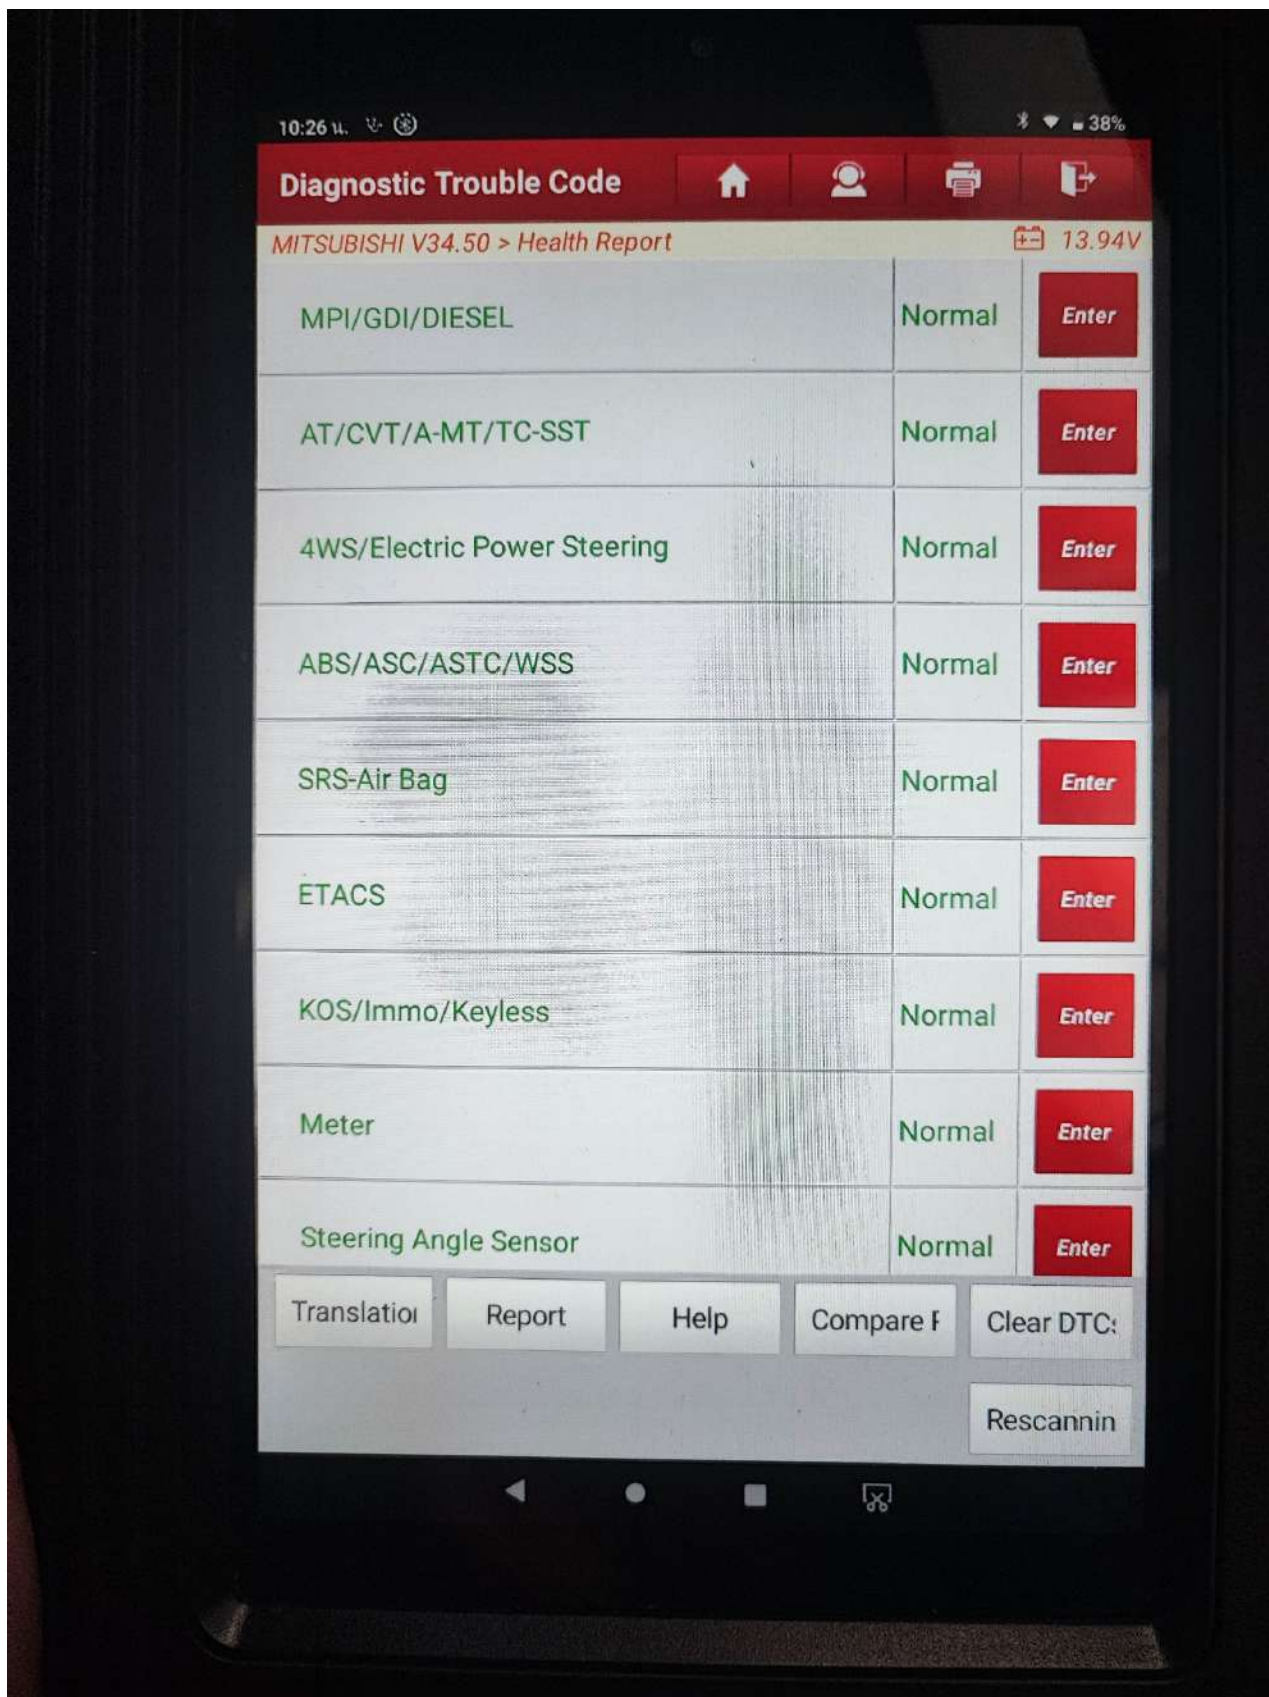 10:26 น. 38%
Diagnostic Trouble Code
MITSUBISHI V34.50 > Health Report 13.94V
MPI/GDI/DIESEL Normal Enter
AT/CVT/A-MT/TC-SST Normal Enter
4WS/Electric Power Steering Normal Enter
ABS/ASC/ASTC/WSS Normal Enter
SRS-Air Bag Normal Enter
ETACS Normal Enter
KOS/Immo/Keyless Normal Enter
Meter Normal Enter
Steering Angle Sensor Normal Enter
Translation Report Help Compare F Clear DTCs
Rescannin